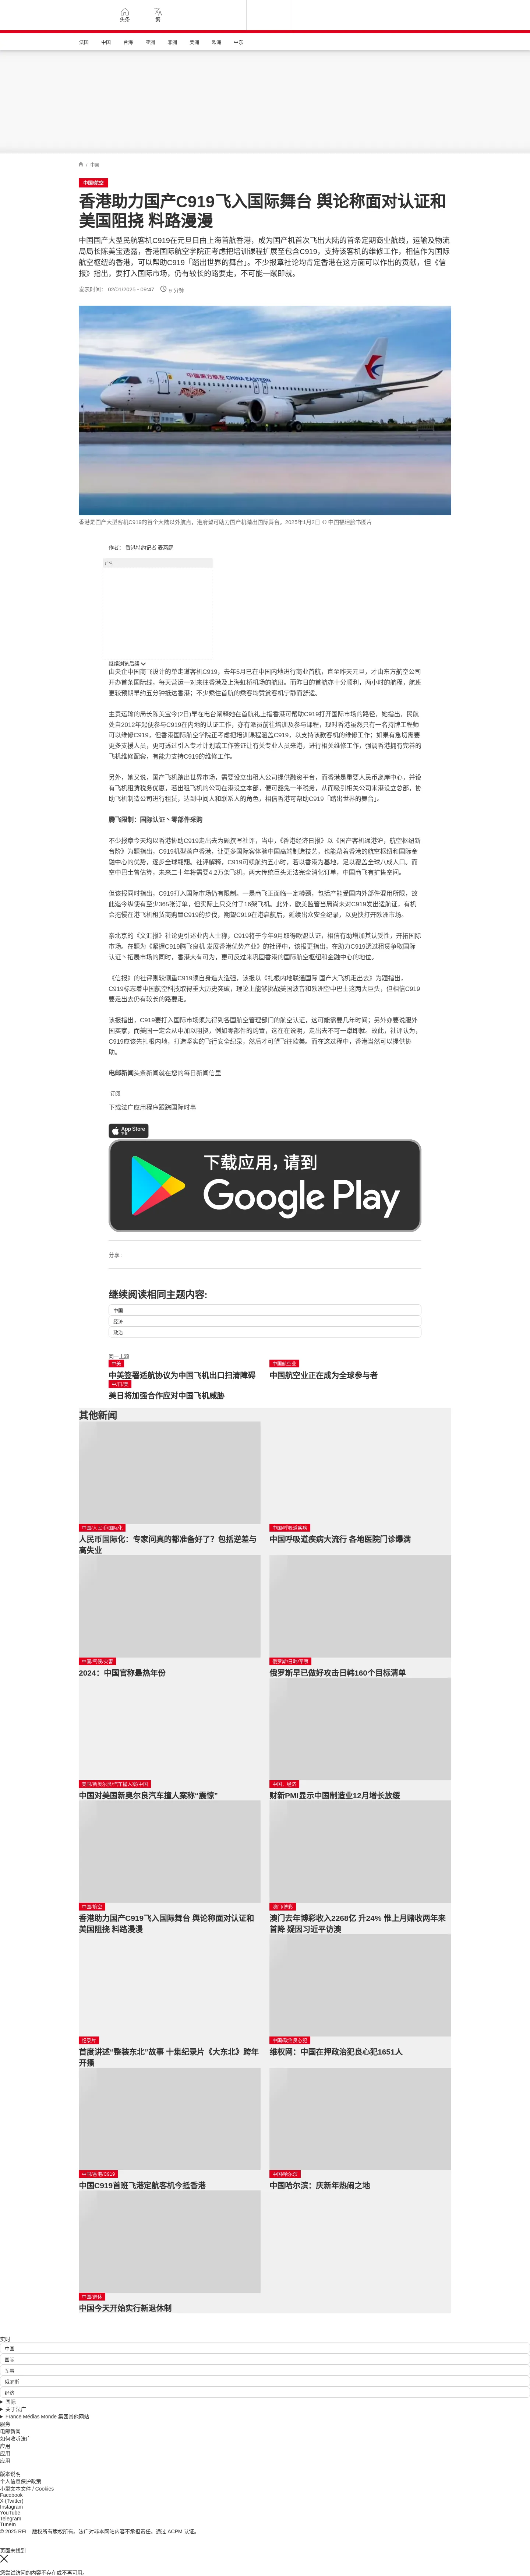 头条
繁
法国
中国
台海
亚洲
非洲
美洲
欧洲
中东
/ 中国
中国/航空
香港助力国产C919飞入国际舞台 舆论称面对认证和美国阻挠 料路漫漫
中国国产大型民航客机C919在元旦日由上海首航香港，成为国产机首次飞出大陆的首条定期商业航线，运输及物流局局长陈美宝透露，香港国际航空学院正考虑把培训课程扩展至包含C919，支持该客机的维修工作，相信作为国际航空枢纽的香港，可以帮助C919「踏出世界的舞台」。不少报章社论均肯定香港在这方面可以作出的贡献，但《信报》指出，要打入国际市场，仍有较长的路要走，不可能一蹴即就。
发表时间： 02/01/2025 - 09:47 9 分钟
CHINA EASTERN
香港是国产大型客机C919的首个大陆以外航点，港府望可助力国产机踏出国际舞台，2025年1月2日 © 中国福建脸书图片
作者： 香港特约记者 麦燕庭
广告
继续浏览后续
由央企中国商飞设计的单走道客机C919，去年5月已在中国内地进行商业首航，直至昨天元旦，才由东方航空公司开办首条国际线，每天营运一对来往香港及上海虹桥机场的航班。而昨日的首航亦十分顺利，两小时的航程，航班更较预期早约五分钟抵达香港；不少乘住首航的乘客均赞赏客机宁静而舒适。
主责运输的局长陈美宝今(2日)早在电台阐释她在首航礼上指香港可帮助C919打开国际市场的路径，她指出，民航处自2012年起便参与C919在内地的认证工作，亦有派员前往培训及参与课程，现时香港虽然只有一名持牌工程师可以维修C919，但香港国际航空学院正考虑把培训课程涵盖C919，以支持该款客机的维修工作；如果有急切需要更多支援人员，更可透过引入专才计划或工作签证让有关专业人员来港，进行相关维修工作，强调香港拥有完善的飞机维修配套，有能力支持C919的维修工作。
另外，她又说，国产飞机踏出世界市场，需要设立出租人公司提供融资平台，而香港是重要人民币离岸中心，并设有飞机租赁税务优惠，若出租飞机的公司在港设立本部，便可豁免一半税务，从而吸引相关公司来港设立总部，协助飞机制造公司进行租赁，达到中间人和联系人的角色，相信香港可帮助C919「踏出世界的舞台」。
腾飞限制：国际认证丶零部件采购
不少报章今天均以香港协助C919走出去为题撰写社评，当中，《香港经济日报》以《国产客机通港沪，航空枢纽新台阶》为题指出，C919机型落户香港，让更多国际客体验中国高端制造技艺，也能藉着香港的航空枢纽和国际金融中心的优势，逐步全球翱翔。社评解释，C919可续航约五小时，若以香港为基地，足以覆盖全球八成人口。而空中巴士曾估算，未来二十年将需要4.2万架飞机，两大传统巨头无法完全消化订单，中国商飞有扩售空间。
但该报同时指出，C919打入国际市场仍有限制。一是商飞正面临一定樽颈，包括产能受困内外部件混用所限，故此迄今纵使有至少365张订单，但实际上只交付了16架飞机。此外，欧美监管当局尚未对C919发出适航证，有机会拖慢在港飞机租赁商购置C919的步伐，期望C919在港启航后，延续出众安全纪录，以更快打开欧洲市场。
亲北京的《文汇报》社论更引述业内人士称，C919将于今年9月取得欧盟认证，相信有助增加其认受性，开拓国际市场。在题为《紧握C919腾飞良机 发展香港优势产业》的社评中，该报更指出，在助力C919透过租赁争取国际认证丶拓展市场的同时，香港大有可为，更可反过来巩固香港的国际航空枢纽和金融中心的地位。
《信报》的社评则较侧重C919须自身造大造强，该报以《扎根内地联通国际 国产大飞机走出去》为题指出，C919标志着中国航空科技取得重大历史突破，理论上能够挑战美国波音和欧洲空中巴士这两大巨头，但相信C919要走出去仍有较长的路要走。
该报指出，C919要打入国际市场须先得到各国航空管理部门的航空认证，这可能需要几年时间；另外亦要说服外国买家，而美国一定会从中加以阻挠，例如零部件的购置，这在在说明，走出去不可一蹴即就。故此，社评认为，C919应该先扎根内地，打造坚实的飞行安全纪录，然后才可望飞往欧美。而在这过程中，香港当然可以提供协助。
电邮新闻头条新闻就在您的每日新闻信里
订阅
下载法广应用程序跟踪国际时事
App Store 下载
下载应用，请到
Google Play
分享 :
继续阅读相同主题内容:
中国
经济
政治
同一主题
中美
中美签署适航协议为中国飞机出口扫清障碍
中国航空业
中国航空业正在成为全球参与者
中/日/美
美日将加强合作应对中国飞机威胁
其他新闻
中国/人民币/国际化
人民币国际化：专家问真的都准备好了？包括逆差与高失业
中国/呼吸道疾病
中国呼吸道疾病大流行 各地医院门诊爆满
中国/气候/灾害
2024：中国官称最热年份
俄罗斯/日韩/军事
俄罗斯早已做好攻击日韩160个目标清单
美国/新奥尔良/汽车撞人案/中国
中国对美国新奥尔良汽车撞人案称“震惊”
中国，经济
财新PMI显示中国制造业12月增长放缓
中国/航空
香港助力国产C919飞入国际舞台 舆论称面对认证和美国阻挠 料路漫漫
澳门/博彩
澳门去年博彩收入2268亿 升24% 惟上月赌收两年来首降 疑因习近平访澳
纪录片
首度讲述“整装东北”故事 十集纪录片《大东北》跨年开播
中国/政治良心犯
维权网：中国在押政治犯良心犯1651人
中国/香港/C919
中国C919首班飞港定航客机今抵香港
中国/哈尔滨
中国哈尔滨：庆新年热闹之地
中国/退休
中国今天开始实行新退休制
实时
中国
国际
军事
俄罗斯
经济
国际
关于法广
France Médias Monde 集团其他网站
服务
电邮新闻
如何收听法广
应用
应用
应用
版本说明
个人信息保护政策
小型文本文件 / Cookies
Facebook
X (Twitter)
Instagram
YouTube
Telegram
TuneIn
© 2025 RFI – 版权所有版权所有。法广对非本网站内容不承担责任。通过 ACPM 认证。
页面未找到
您尝试访问的内容不存在或不再可用。